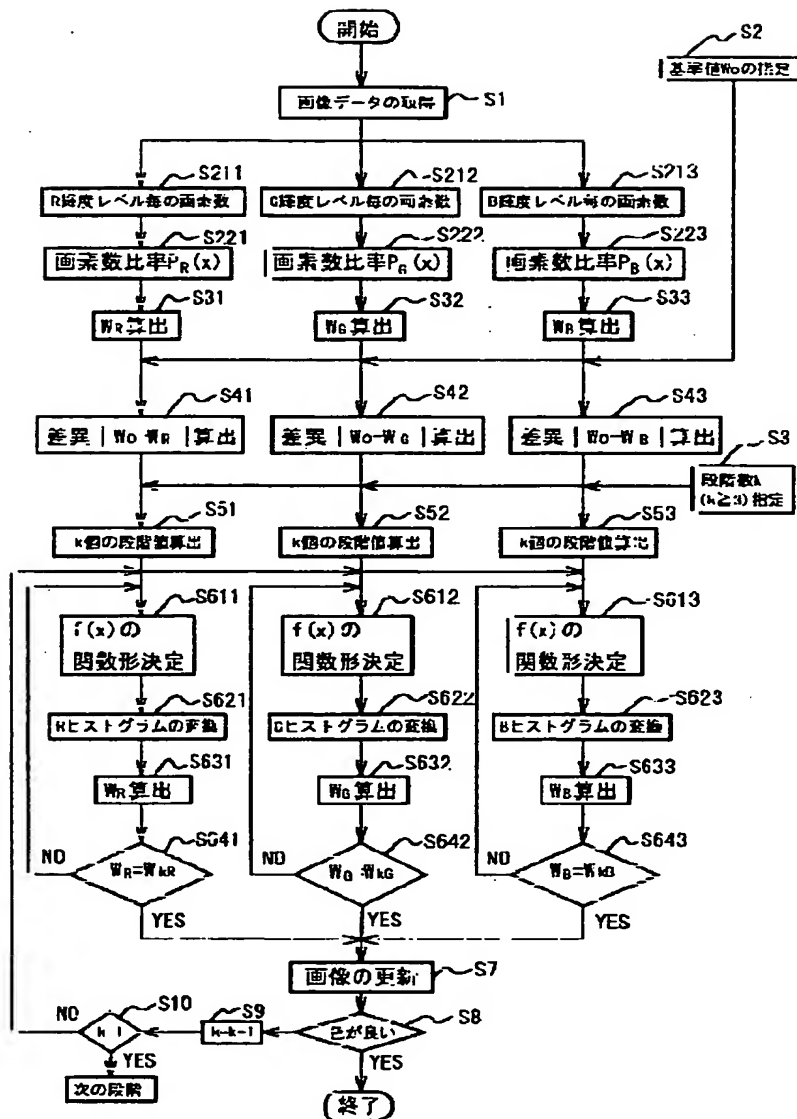 開始
S2
基準値Woの指定
画像データの取得 S1
S211 S212 S213
R輝度レベル毎の画素数 G輝度レベル毎の画素数 B輝度レベル毎の画素数
S221 S222 S223
画素数比率PR(x) 画素数比率PG(x) 画素数比率PB(x)
S31 S32 S33
WR算出 WG算出 WB算出
S41 S42 S43
差異|Wo-WR|算出 差異|Wo-WG|算出 差異|Wo-WB|算出
S3
段階数k
(k≧3)指定
S51 S52 S53
k個の段階値算出 k個の段階値算出 k個の段階値算出
S611 S612 S613
f(x)の f(x)の f(x)の
関数形決定 関数形決定 関数形決定
S621 S622 S623
Rヒストグラムの変換 Gヒストグラムの変換 Bヒストグラムの変換
S631 S632 S633
WR算出 WG算出 WB算出
S641 S642 S643
NO WR=WkR NO WG=WkG NO WB=WkB
YES YES YES
画像の更新 S7
NO S10 S9 S8
が良い
YES YES
次の段階
終了